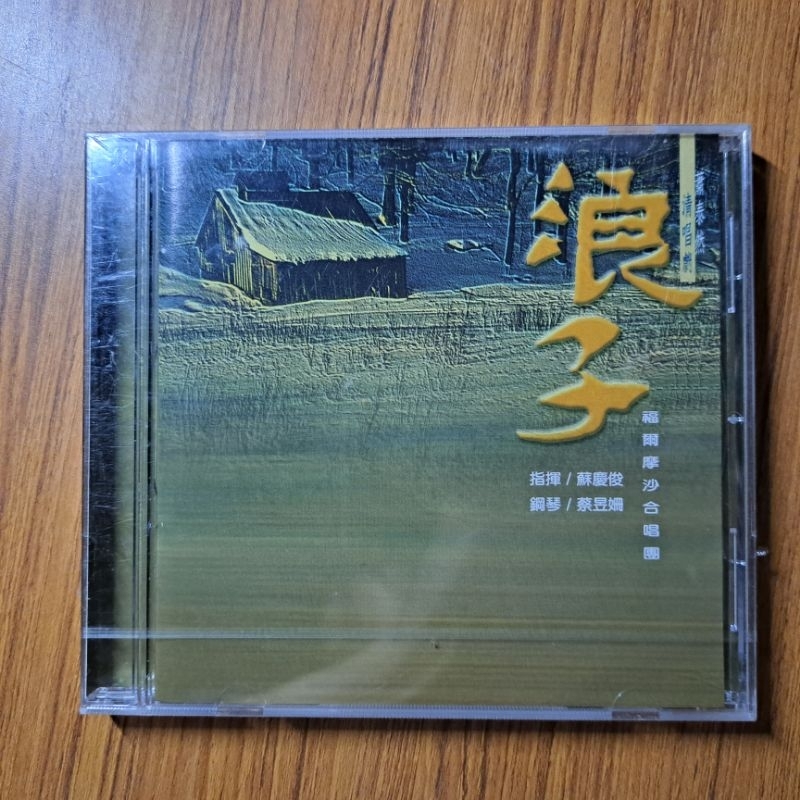 浪子
福爾摩沙合唱團
指揮/蘇慶俊
鋼琴/蔡昱姍